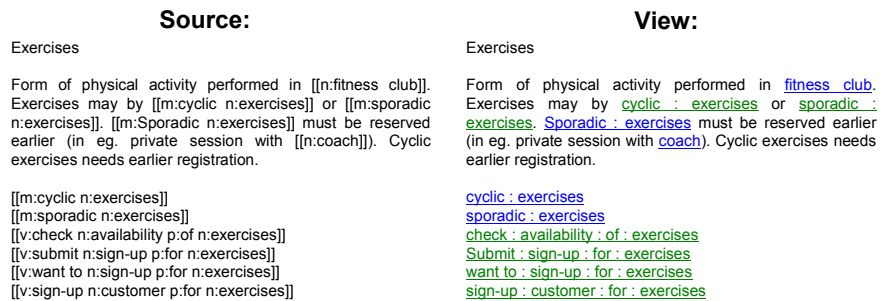 Source:
Exercises
Form of physical activity performed in [[n:fitness club]].
Exercises may by [[m:cyclic n:exercises]] or [[m:sporadic
n:exercises]]. [[m:Sporadic n:exercises]] must be reserved
earlier (in eg. private session with [[n:coach]]). Cyclic
exercises needs earlier registration.
[[m:cyclic n:exercises]]
[[m:sporadic n:exercises]]
[[v:check n:availability p:of n:exercises]]
[[v:submit n:sign-up p:for n:exercises]]
[[v:want to n:sign-up p:for n:exercises]]
[[v:sign-up n:customer p:for n:exercises]]
View:
Exercises
Form of physical activity performed in fitness club.
Exercises may by cyclic : exercises or sporadic :
exercises. Sporadic : exercises must be reserved earlier
(in eg. private session with coach). Cyclic exercises needs
earlier registration.
cyclic : exercises
sporadic : exercises
check : availability : of : exercises
Submit : sign-up : for : exercises
want to : sign-up : for : exercises
sign-up : customer : for : exercises